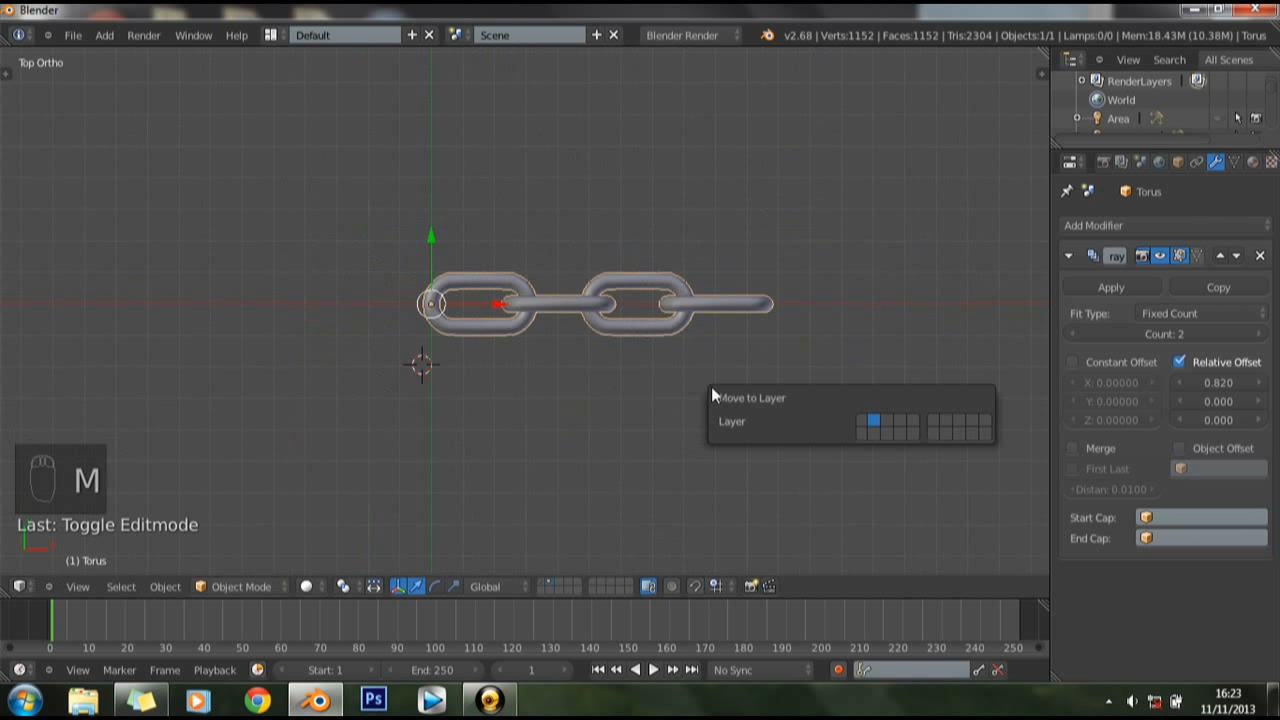 Blender
File Add Render Window Help Default Scene Blender Render v2.68 | Verts:1152 | Faces:1152 | Tris:2304 | Objects:1/1 | Lamps:0/0 | Mem:18.43M (10.38M) | Torus
Top Ortho
View Search All Scenes
RenderLayers
World
Area
Torus
Add Modifier
ray
Apply Copy
Fit Type: Fixed Count
Count: 2
Constant Offset Relative Offset
X: 0.00000 0.820
Y: 0.00000 0.000
Z: 0.00000 0.000
Merge Object Offset
First Last
Distan: 0.0100
Start Cap:
End Cap:
Move to Layer
Layer
M
Last: Toggle Editmode
(1) Torus
View Select Object Object Mode Global
0 10 20 30 40 50 60 70 80 90 100 110 120 130 140 150 160 170 180 190 200 210 220 230 240 250
View Marker Frame Playback Start: 1 End: 250 1 No Sync
Ps
16:23
11/11/2013